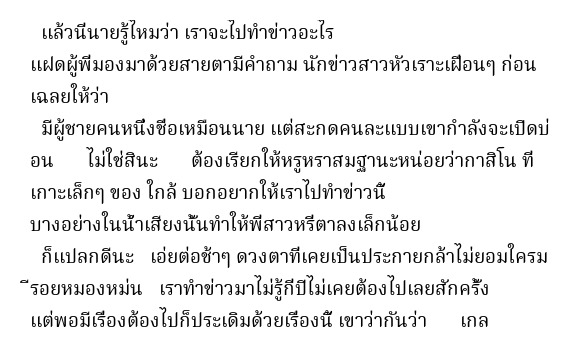 แล้วนี่นายรู้ไหมว่า เราจะไปทำข่าวอะไร
แฝดผู้พี่มองมาด้วยสายตามีคำถาม นักข่าวสาวหัวเราะเฝื่อนๆ ก่อน
เฉลยให้ว่า
มีผู้ชายคนหนึ่งชื่อเหมือนนาย แต่สะกดคนละแบบเขากำลังจะเปิดบ่
อน ไม่ใช่สินะ ต้องเรียกให้หรูหราสมฐานะหน่อยว่ากาสิโน ที่
เกาะเล็กๆ ของ ใกล้ บอกอยากให้เราไปทำข่าวนี้
บางอย่างในน้ำเสียงนั้นทำให้พี่สาวหรี่ตาลงเล็กน้อย
ก็แปลกดีนะ เอ่ยต่อช้าๆ ดวงตาที่เคยเป็นประกายกล้าไม่ยอมใครม
ีรอยหมองหม่น เราทำข่าวมาไม่รู้กี่ปีไม่เคยต้องไปเลยสักครั้ง
แต่พอมีเรื่องต้องไปก็ประเดิมด้วยเรื่องนี้ เขาว่ากันว่า เกล